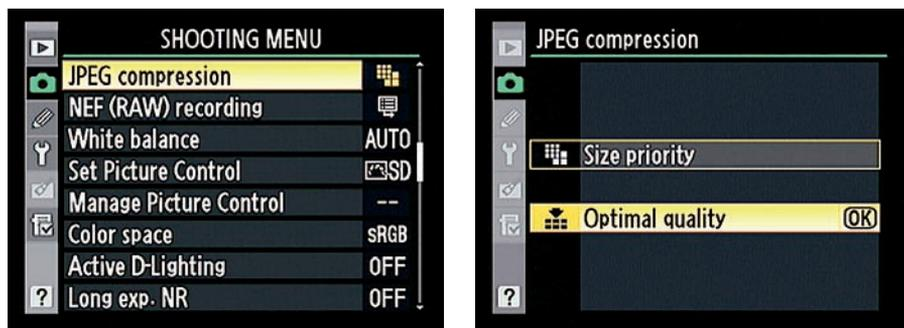 SHOOTING MENU
JPEG compression
NEF (RAW) recording
White balance AUTO
Set Picture Control SD
Manage Picture Control --
Color space sRGB
Active D-Lighting OFF
Long exp. NR OFF
?
JPEG compression
Size priority
Optimal quality OK
?